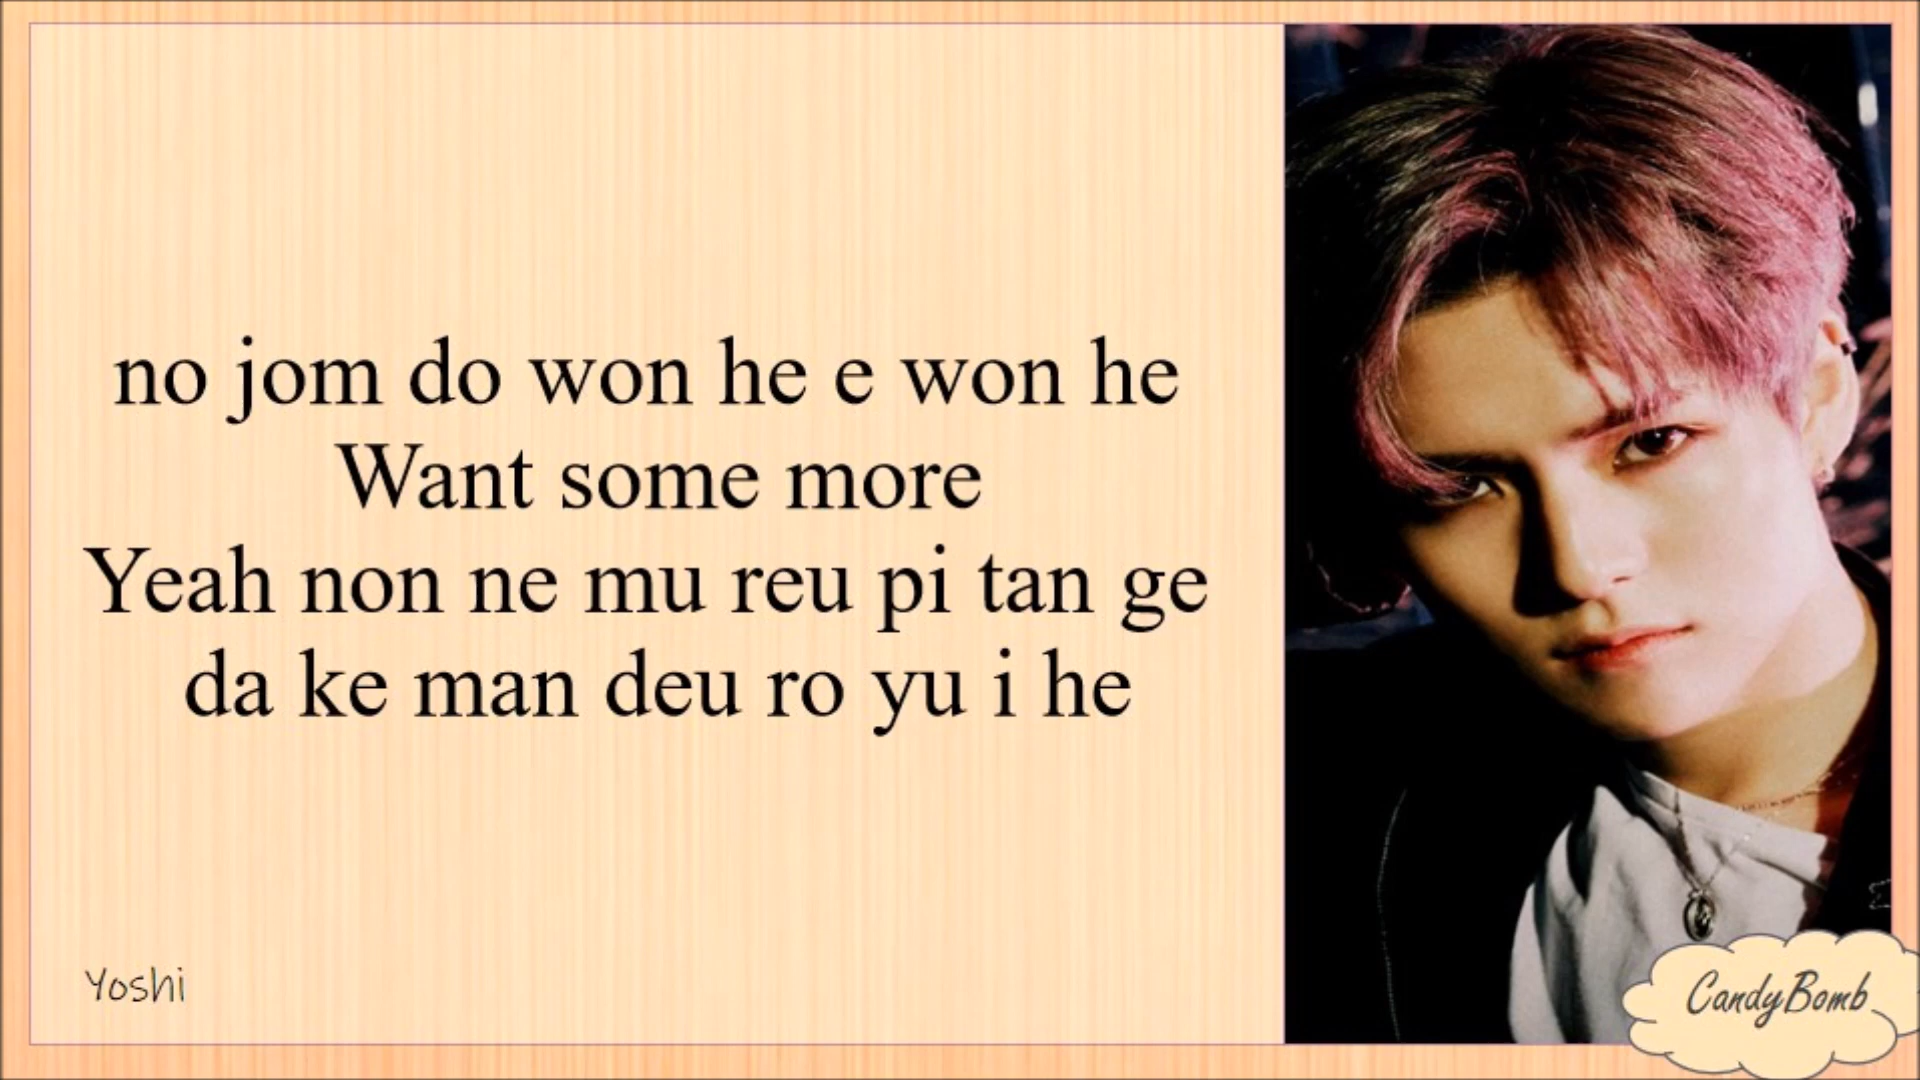 no jom do won he e won he
Want some more
Yeah non ne mu reu pi tan ge
da ke man deu ro yu i he
Yoshi
CandyBomb